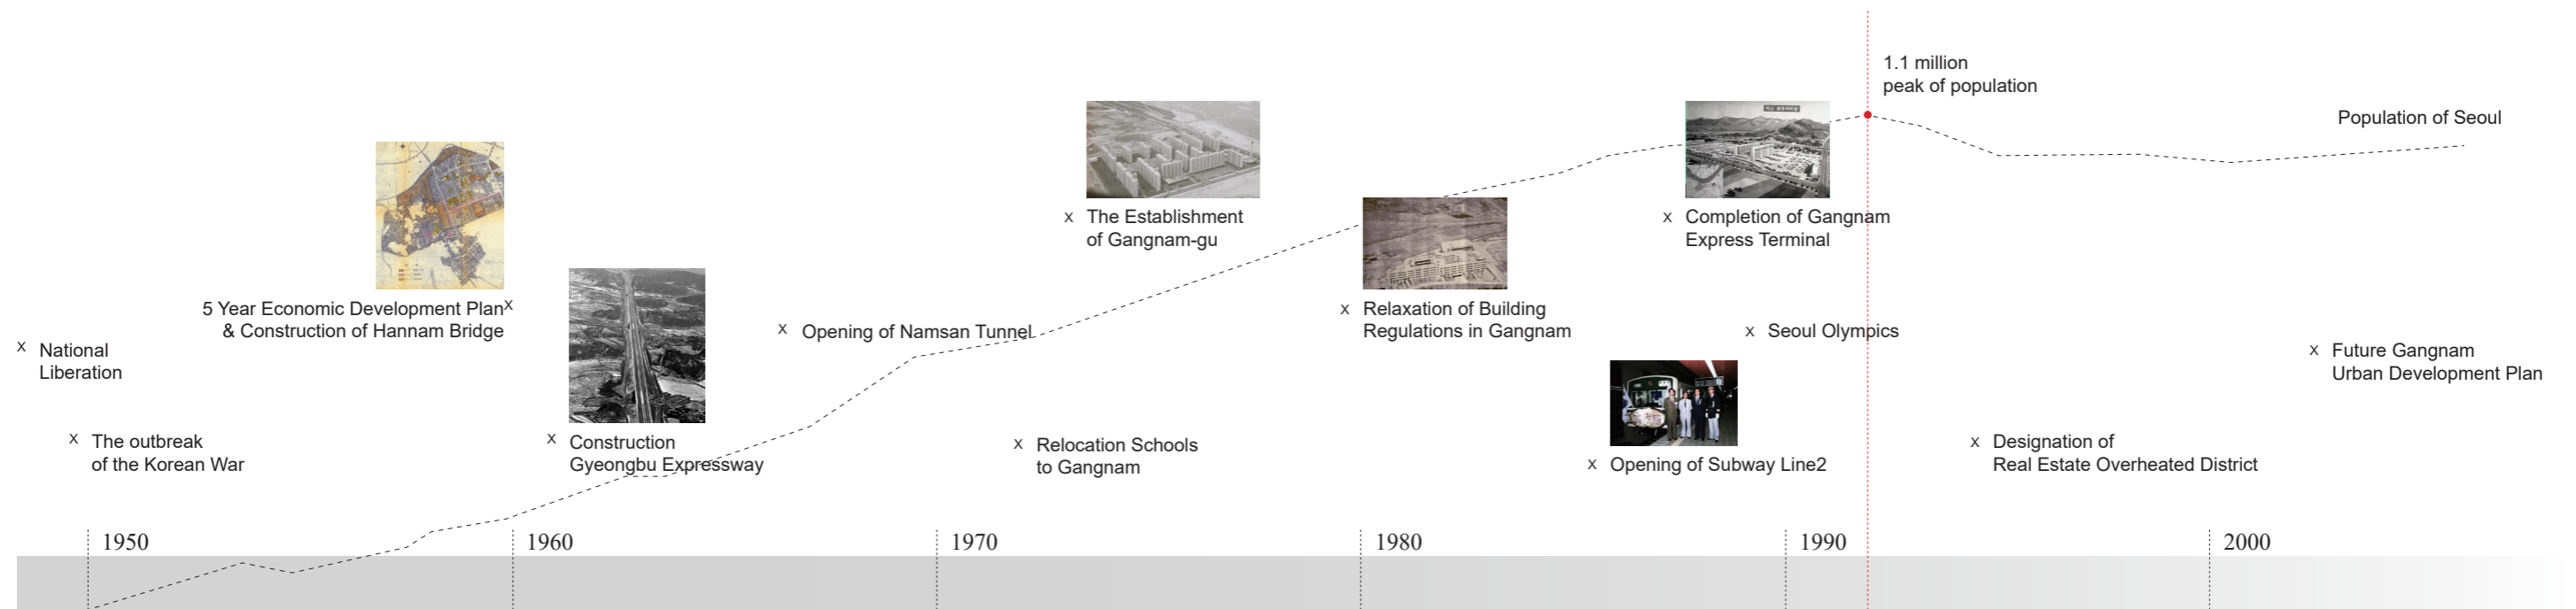 1.1 million
peak of population
Population of Seoul
x The Establishment
of Gangnam-gu
x Completion of Gangnam
Express Terminal
5 Year Economic Development Plan x
& Construction of Hannam Bridge
x Relaxation of Building
Regulations in Gangnam
x Opening of Namsan Tunnel
x Seoul Olympics
x National
Liberation
x Future Gangnam
Urban Development Plan
x The outbreak
of the Korean War
x Construction
Gyeongbu Expressway
x Relocation Schools
to Gangnam
x Opening of Subway Line2
x Designation of
Real Estate Overheated District
1950
1960
1970
1980
1990
2000